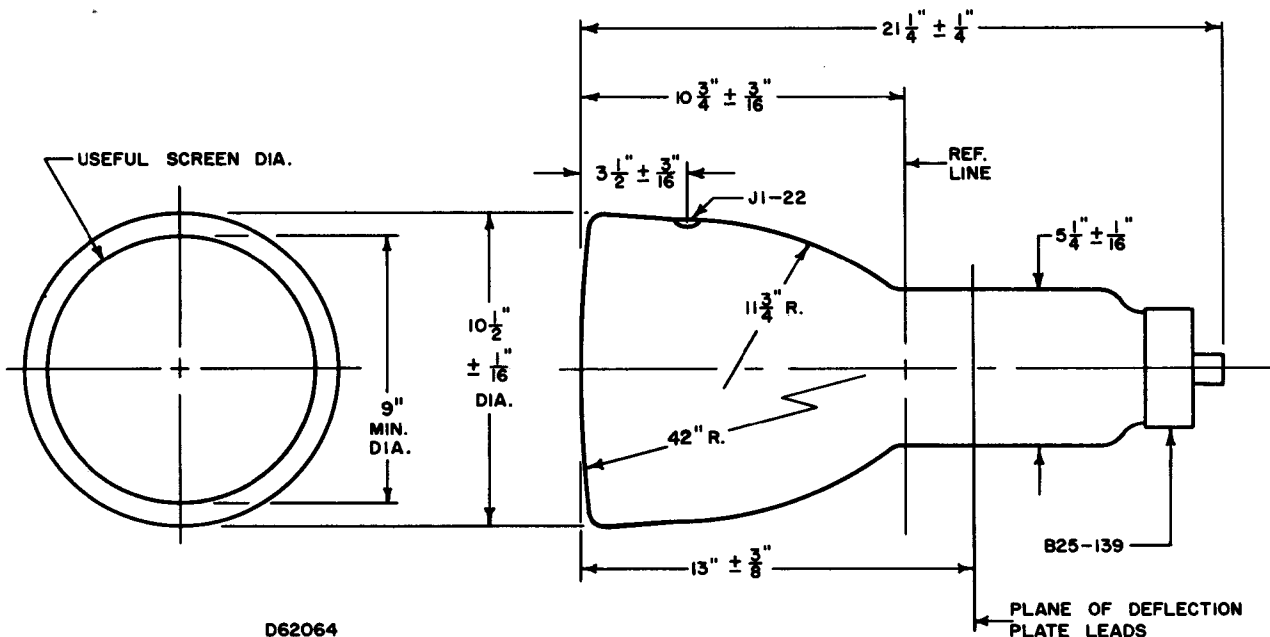 21 1/4" ± 1/4"
10 3/4" ± 3/16"
USEFUL SCREEN DIA.
3 1/2" ± 3/16"
REF.
LINE
J1-22
5 1/4" ± 1/16"
11 3/4" R.
10 1/2"
± 1/16"
DIA.
9"
MIN.
DIA.
42" R.
B25-139
13" ± 3/8"
D62064
PLANE OF DEFLECTION
PLATE LEADS